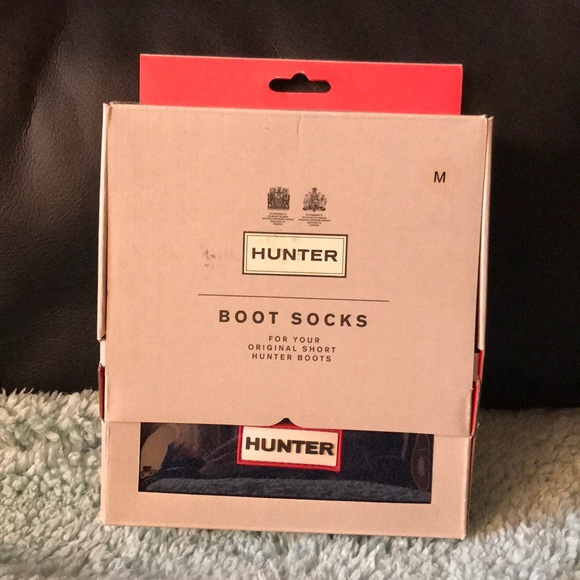 M
HUNTER
BOOT SOCKS
FOR YOUR
ORIGINAL SHORT
HUNTER BOOTS
HUNTER